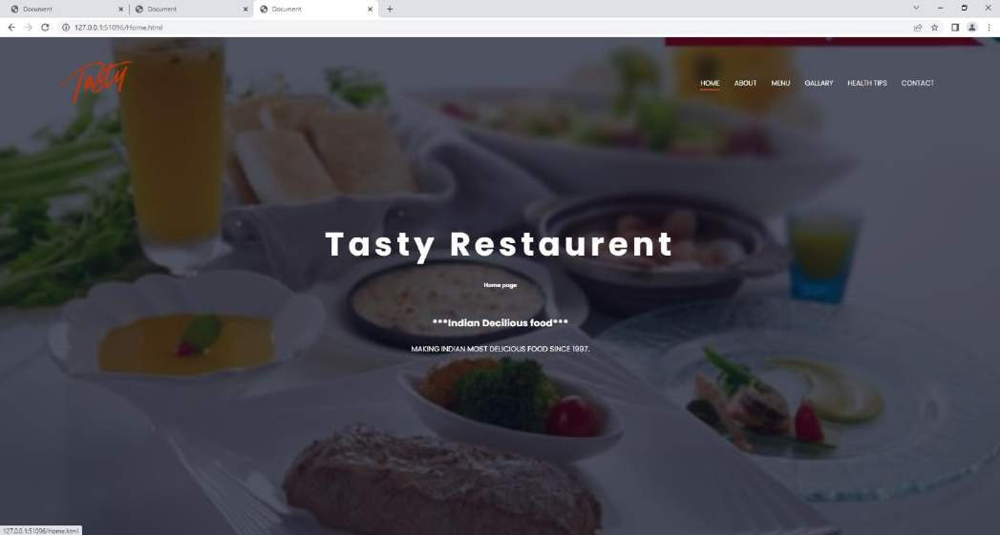 Document
Document
Document
127.0.0.1:51096/Home.html
Tasty
HOME ABOUT MENU GALLARY HEALTH TIPS CONTACT
Tasty Restaurent
Home page
***Indian Decilious food***
MAKING INDIAN MOST DELICIOUS FOOD SINCE 1997.
127.0.0.1:51096/Home.html